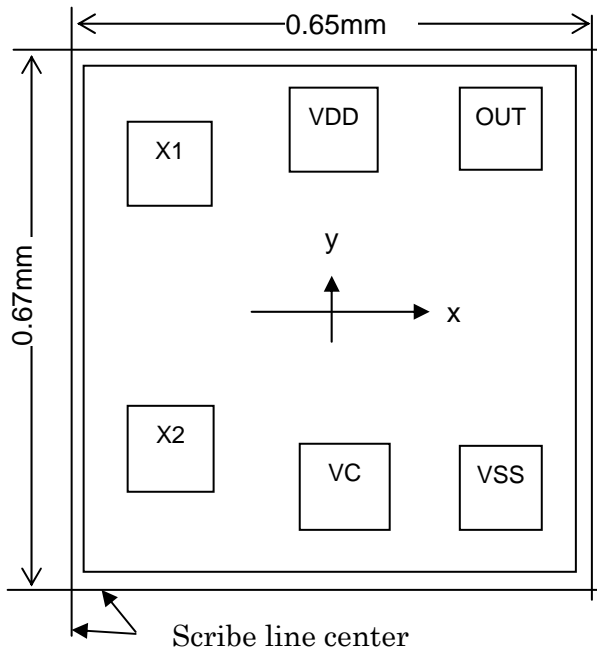 0.65mm
VDD
OUT
X1
y
x
0.67mm
X2
VC
VSS
Scribe line center